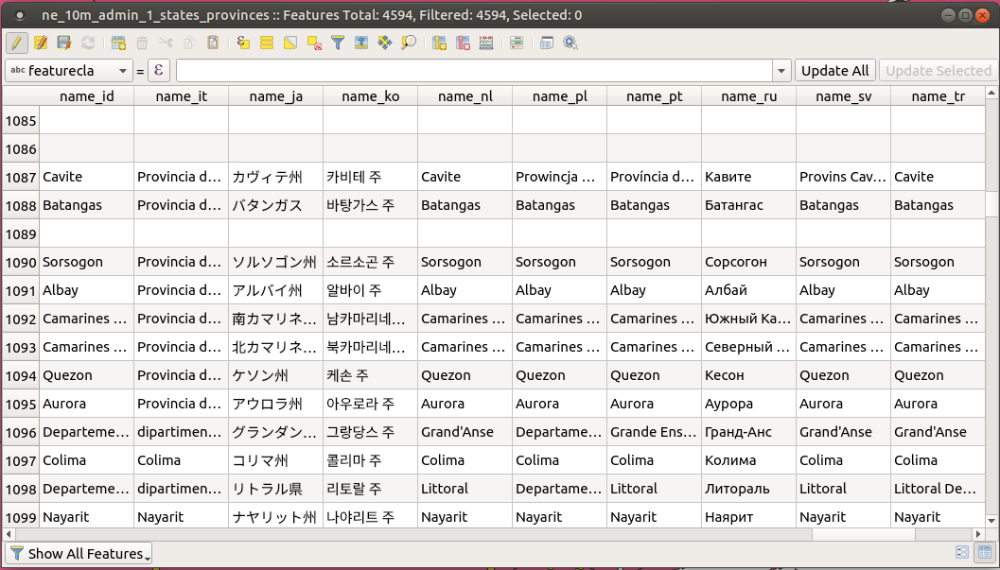 ne_10m_admin_1_states_provinces :: Features Total: 4594, Filtered: 4594, Selected: 0
abc featurecla = ε Update All Update Selected
name_id name_it name_ja name_ko name_nl name_pl name_pt name_ru name_sv name_tr
1085
1086
1087 Cavite Provincia d... カヴィテ州 카비테 주 Cavite Prowincja ... Província d... Кавите Provins Cav... Cavite
1088 Batangas Provincia d... バタンガス 바탕가스 주 Batangas Batangas Batangas Батангас Batangas Batangas
1089
1090 Sorsogon Provincia d... ソルソゴン州 소르소곤 주 Sorsogon Sorsogon Sorsogon Сорсогон Sorsogon Sorsogon
1091 Albay Provincia d... アルバイ州 알바이 주 Albay Albay Albay Албай Albay Albay
1092 Camarines ... Provincia d... 南カマリネ... 남카마리네... Camarines ... Camarines ... Camarines ... Южный Ка... Camarines ... Camarines ...
1093 Camarines ... Provincia d... 北カマリネ... 북카마리네... Camarines ... Camarines ... Camarines ... Северный ... Camarines ... Camarines ...
1094 Quezon Provincia d... ケソン州 케손 주 Quezon Quezon Quezon Кесон Quezon Quezon
1095 Aurora Provincia d... アウロラ州 아우로라 주 Aurora Aurora Aurora Аурора Aurora Aurora
1096 Departeme... dipartimen... グランダン... 그랑당스 주 Grand'Anse Departame... Grande Ens... Гранд-Анс Grand'Anse Grand'Anse
1097 Colima Colima コリマ州 콜리마 주 Colima Colima Colima Колима Colima Colima
1098 Departeme... dipartimen... リトラル県 리토랄 주 Littoral Departame... Littoral Литораль Littoral Littoral De...
1099 Nayarit Nayarit ナヤリット州 나야리트 주 Nayarit Nayarit Nayarit Наярит Nayarit Nayarit
Show All Features